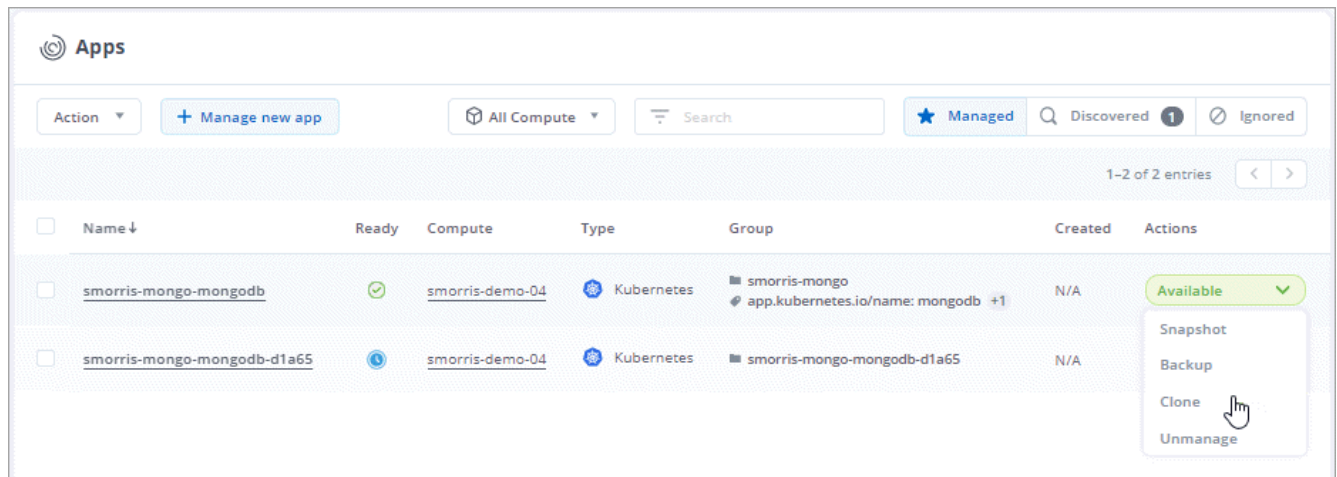 Apps
Action
+ Manage new app
All Compute
Search
Managed
Discovered 1
Ignored
1–2 of 2 entries
Name↓ Ready Compute Type Group Created Actions
smorris-mongo-mongodb smorris-demo-04 Kubernetes smorris-mongo N/A Available
app.kubernetes.io/name: mongodb +1
Snapshot
smorris-mongo-mongodb-d1a65 smorris-demo-04 Kubernetes smorris-mongo-mongodb-d1a65 N/A
Backup
Clone
Unmanage